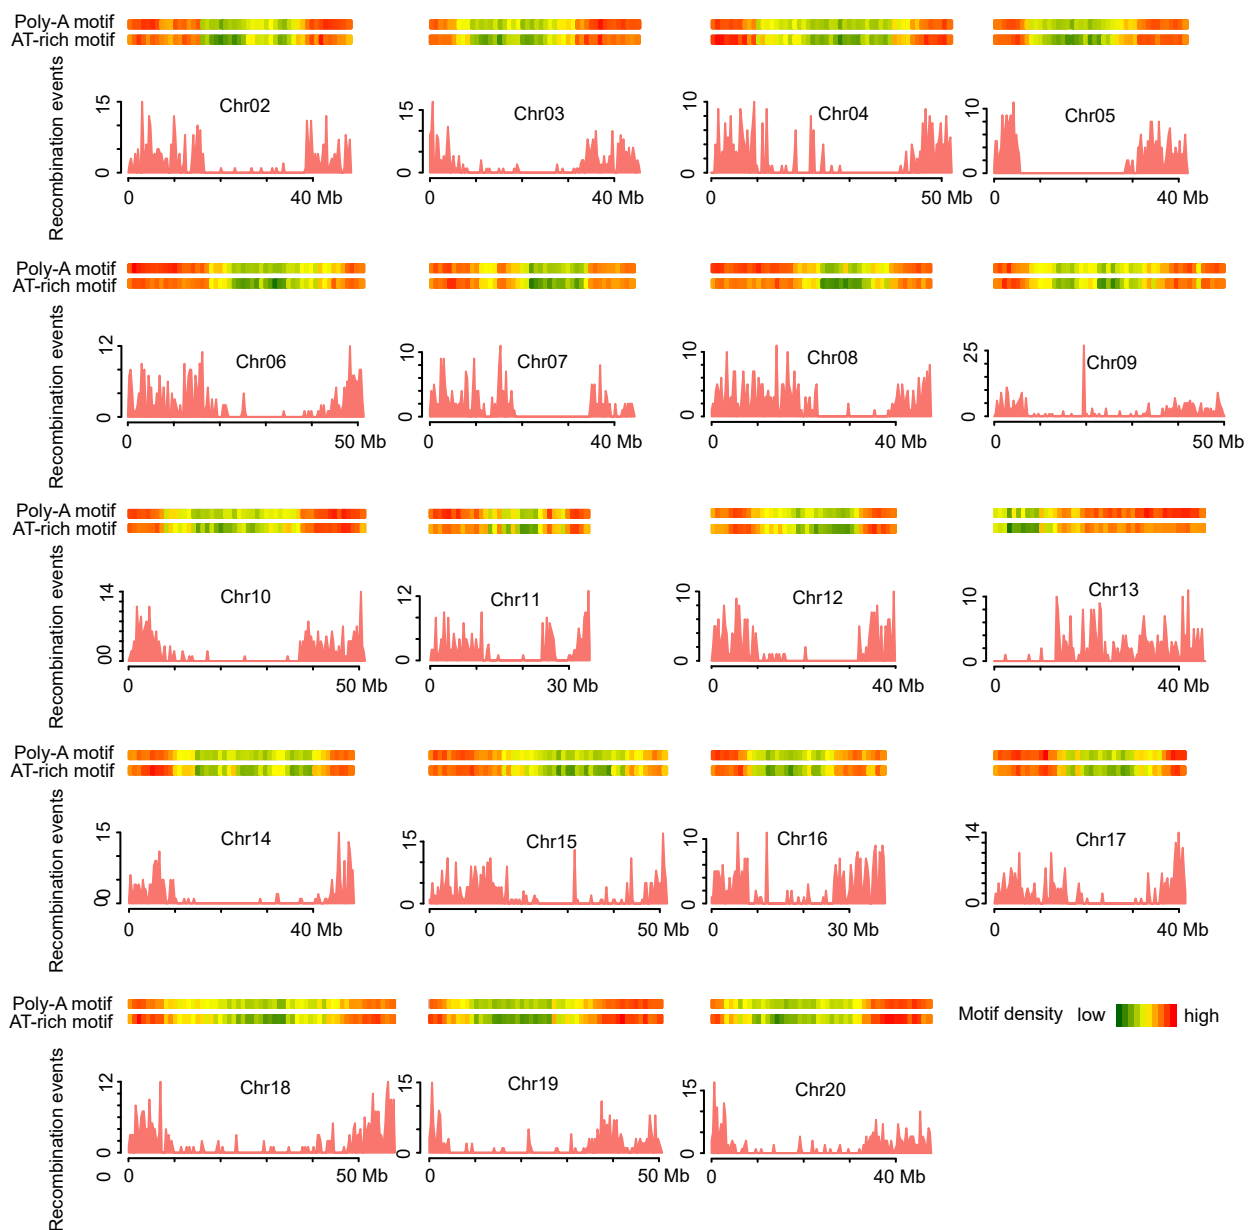 Poly-A motif
AT-rich motif
Recombination events
15
0
Chr02
0
40 Mb
15
0
Chr03
0
40 Mb
10
0
Chr04
0
50 Mb
10
0
Chr05
0
40 Mb
Poly-A motif
AT-rich motif
Recombination events
12
0
Chr06
0
50 Mb
10
0
Chr07
0
40 Mb
10
0
Chr08
0
40 Mb
25
0
Chr09
0
50 Mb
Poly-A motif
AT-rich motif
Recombination events
14
00
Chr10
0
50 Mb
12
0
Chr11
0
30 Mb
10
0
Chr12
0
40 Mb
10
0
Chr13
0
40 Mb
Poly-A motif
AT-rich motif
Recombination events
15
00
Chr14
0
40 Mb
15
0
Chr15
0
50 Mb
10
0
Chr16
0
30 Mb
14
0
Chr17
0
40 Mb
Poly-A motif
AT-rich motif
Recombination events
12
0
0
Chr18
0
50 Mb
15
0
Chr19
0
50 Mb
15
0
Chr20
0
40 Mb
Motif density low high